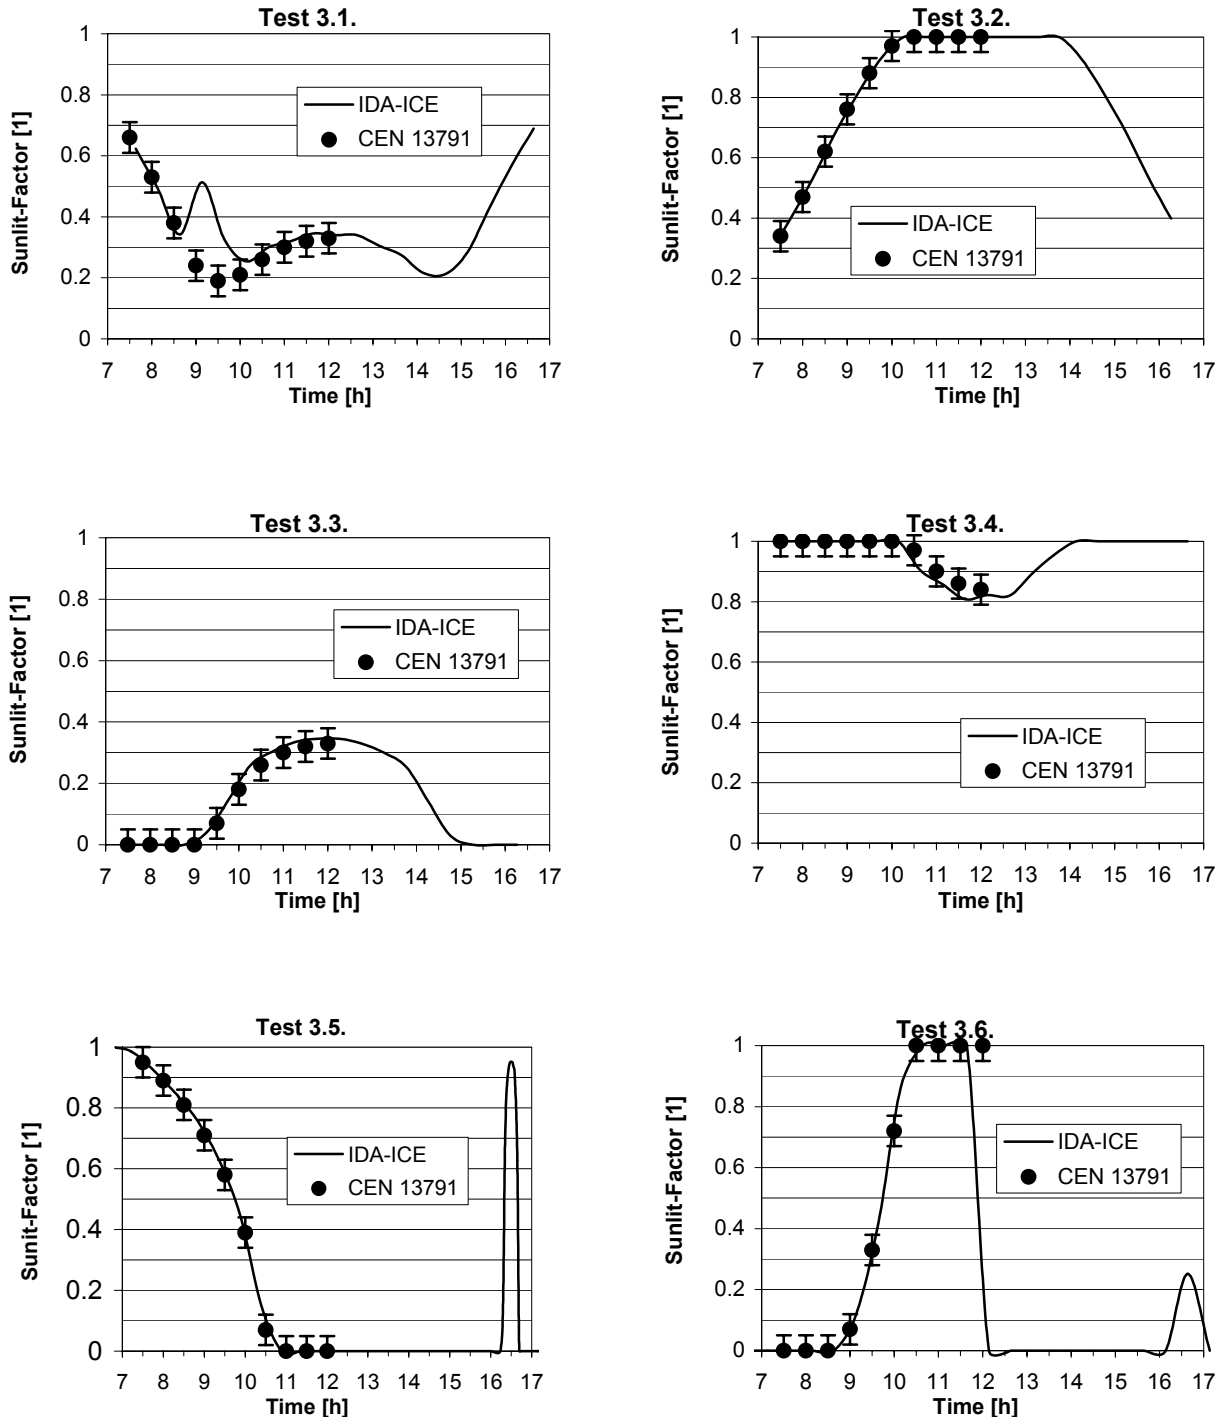 Test 3.1.
Sunlit-Factor [1]
1
0.8
0.6
0.4
0.2
0
IDA-ICE
CEN 13791
7 8 9 10 11 12 13 14 15 16 17
Time [h]
Test 3.2.
Sunlit-Factor [1]
1
0.8
0.6
0.4
0.2
0
IDA-ICE
CEN 13791
7 8 9 10 11 12 13 14 15 16 17
Time [h]
Test 3.3.
Sunlit-Factor [1]
1
0.8
0.6
0.4
0.2
0
IDA-ICE
CEN 13791
7 8 9 10 11 12 13 14 15 16 17
Time [h]
Test 3.4.
Sunlit-Factor [1]
1
0.8
0.6
0.4
0.2
0
IDA-ICE
CEN 13791
7 8 9 10 11 12 13 14 15 16 17
Time [h]
Test 3.5.
Sunit-Factor [1]
1
0.8
0.6
0.4
0.2
0
IDA-ICE
CEN 13791
7 8 9 10 11 12 13 14 15 16 17
Time [h]
Test 3.6.
Sunlit-Factor [1]
1
0.8
0.6
0.4
0.2
0
IDA-ICE
CEN 13791
7 8 9 10 11 12 13 14 15 16 17
Time [h]